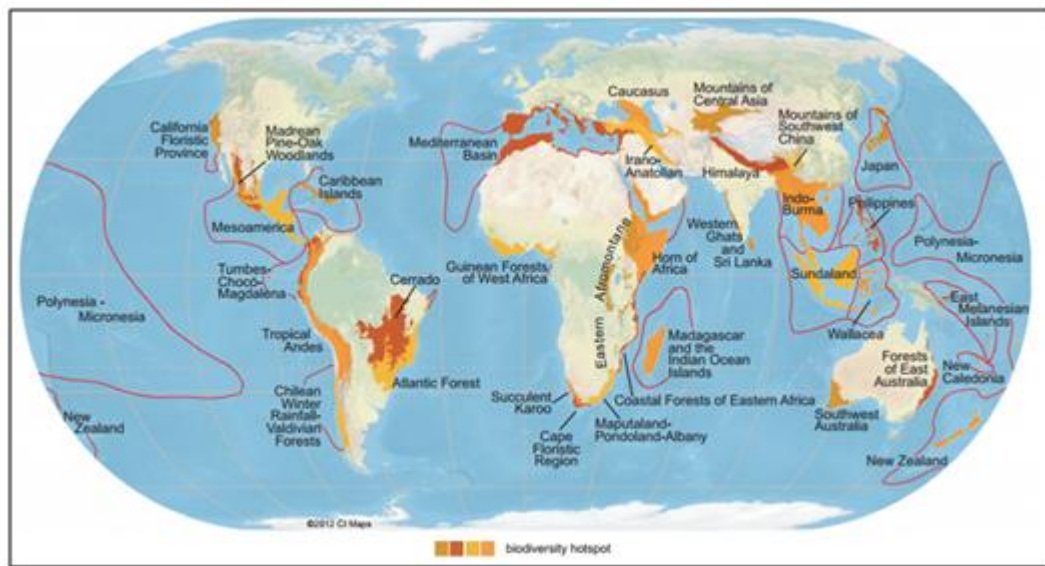 Caucasus
Mountains of
Central Asia
Mountains of
Southwest
China
California
Floristic
Province
Madrean
Pine-Oak
Woodlands
Mediterranean
Basin
Irano-
Anatolian
Himalaya
Japan
Caribbean
Islands
Indo-
Burma
Philippines
Mesoamerica
Western
Ghats
and
Sri Lanka
Polynesia-
Micronesia
Tumbes-
Choco-
Magdalena
Cerrado
Guinean Forests
of West Africa
Eastern Afromontane
Horn of
Africa
Sundaland
Polynesia -
Micronesia
East
Melanesian
Islands
Wallacea
Tropical
Andes
Madagascar
and the
Indian Ocean
Islands
Forests
of East
Australia
New
Caledonia
Atlantic Forest
Chilean
Winter
Rainfall-
Valdivian
Forests
Succulent
Karoo
Coastal Forests of Eastern Africa
Southwest
Australia
New
Zealand
Cape
Floristic
Region
Maputaland-
Pondoland-Albany
New Zealand
©2012 CI Maps
biodiversity hotspot